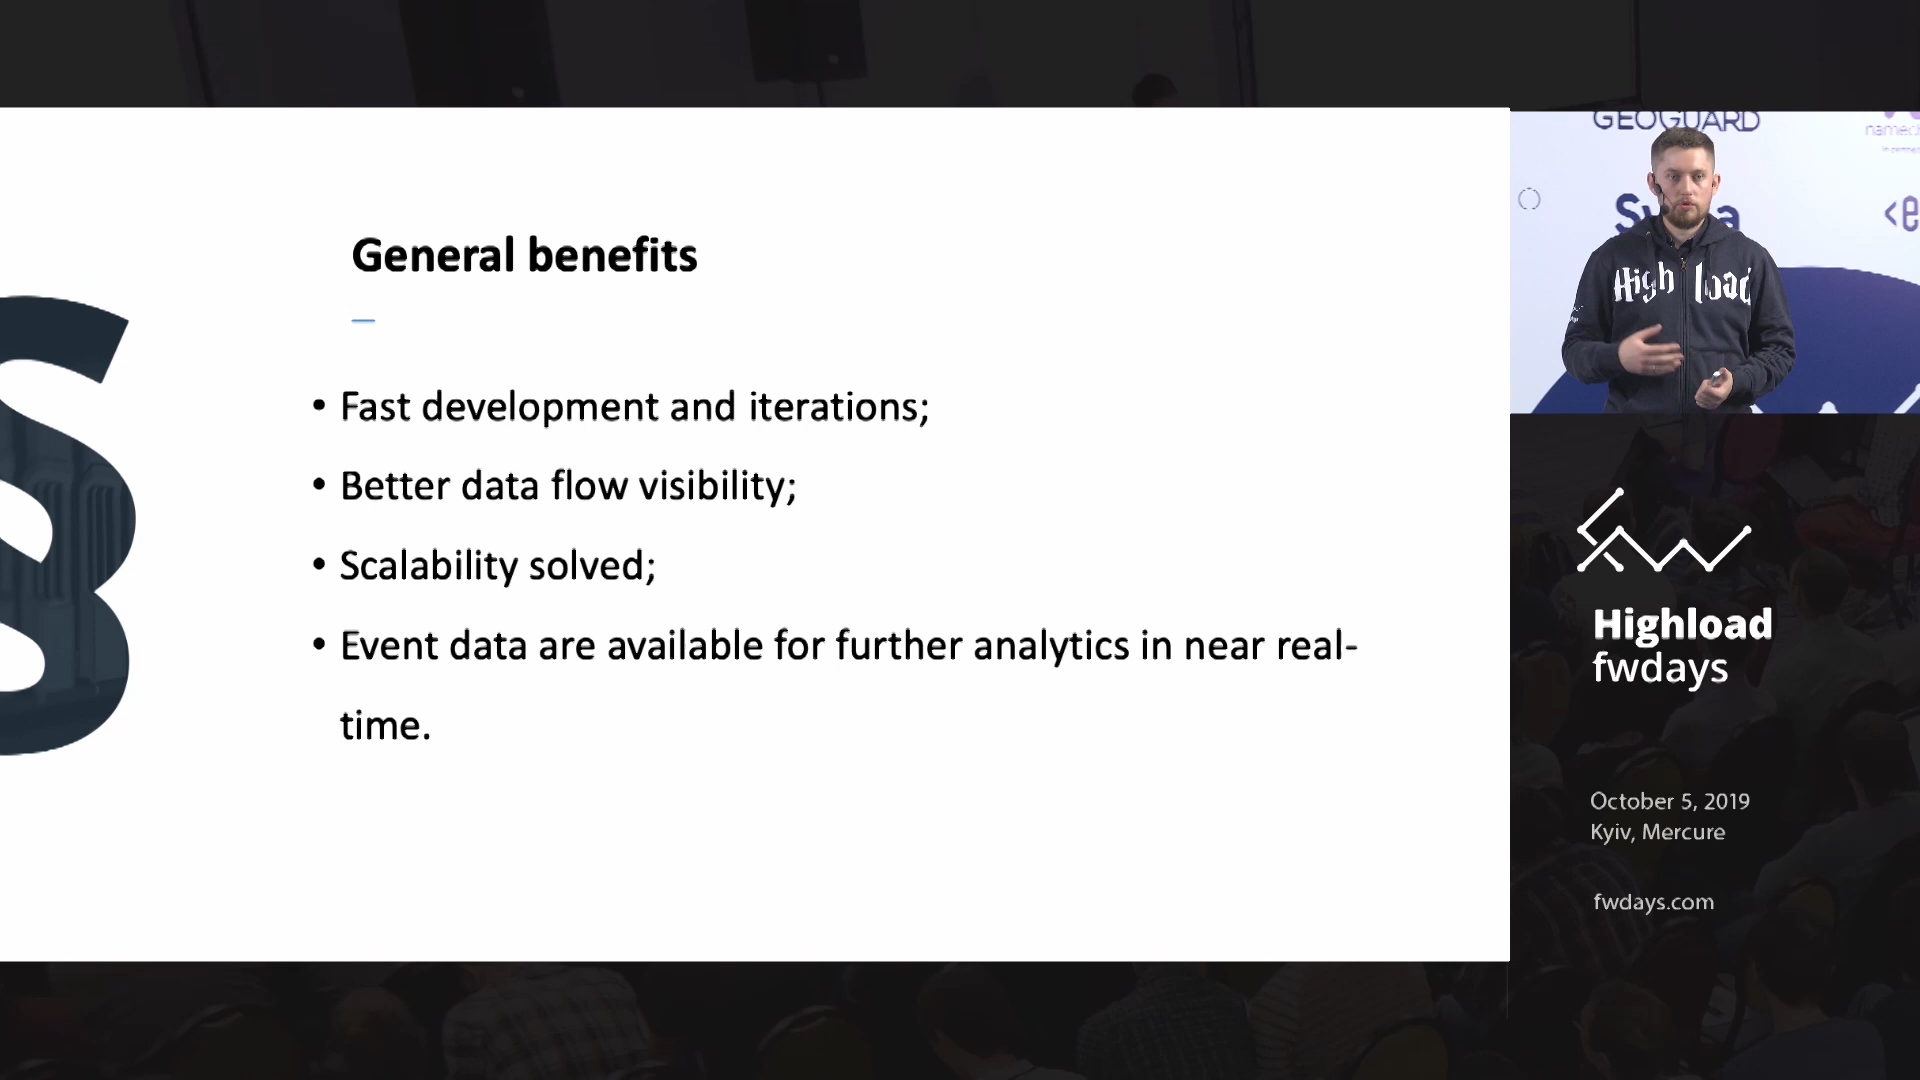 General benefits
• Fast development and iterations;
• Better data flow visibility;
• Scalability solved;
• Event data are available for further analytics in near real-
time.
GEOGUARD
High load
Highload
fwdays
October 5, 2019
Kyiv, Mercure
fwdays.com